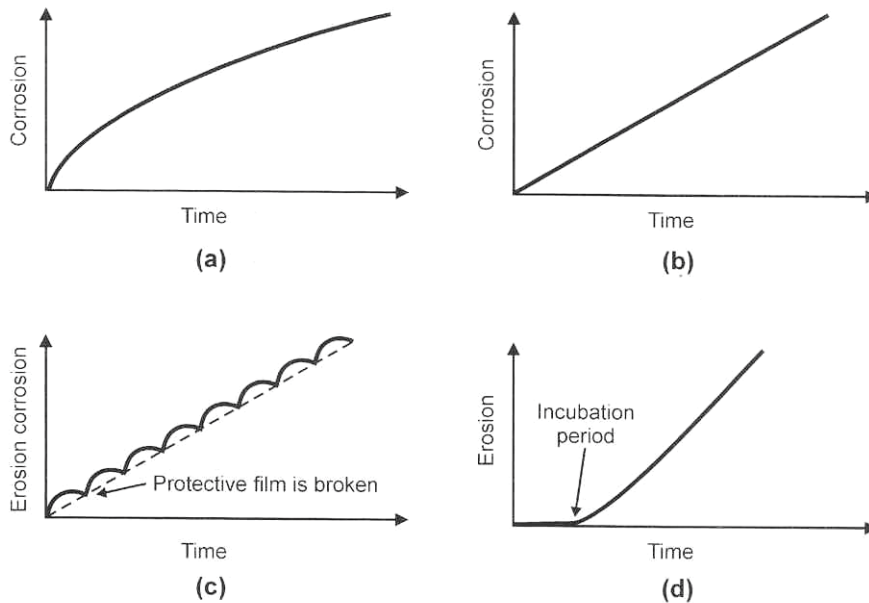 Corrosion
Time
(a)
Corrosion
Time
(b)
Erosion corrosion
Protective film is broken
Time
(c)
Erosion
Incubation
period
Time
(d)